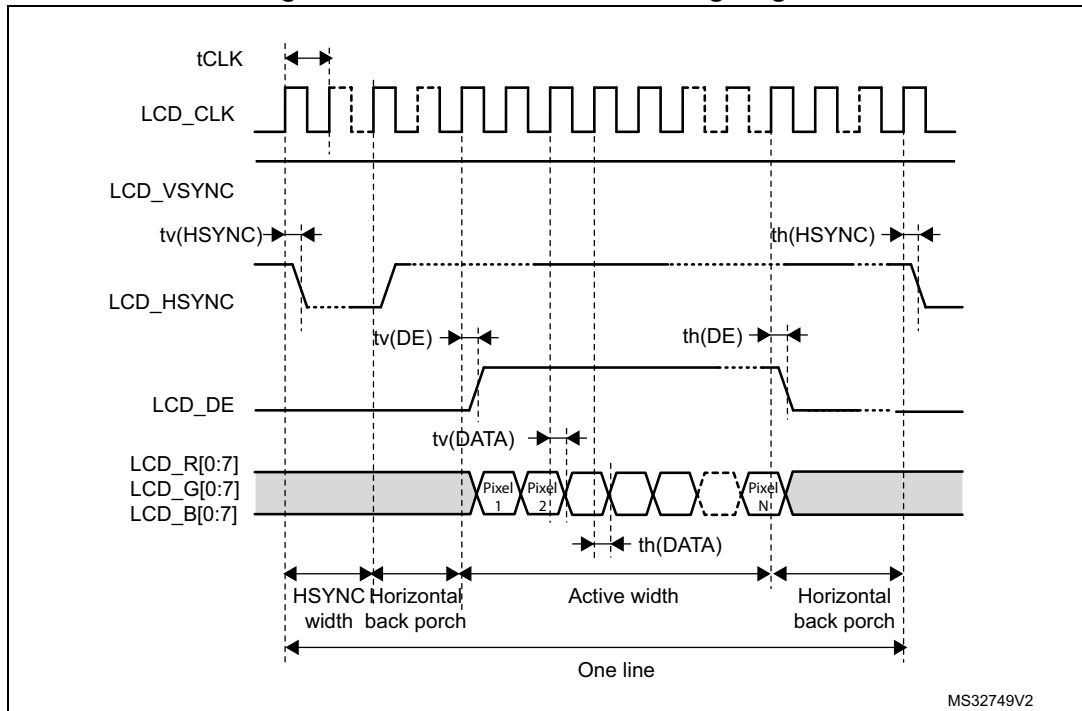 tCLK
LCD_CLK
LCD_VSYNC
tv(HSYNC)
th(HSYNC)
LCD_HSYNC
tv(DE)
th(DE)
LCD_DE
tv(DATA)
LCD_R[0:7]
LCD_G[0:7]
LCD_B[0:7]
Pixel
1
Pixel
2
Pixel
N
th(DATA)
HSYNC
width
Horizontal
back porch
Active width
Horizontal
back porch
One line
MS32749V2